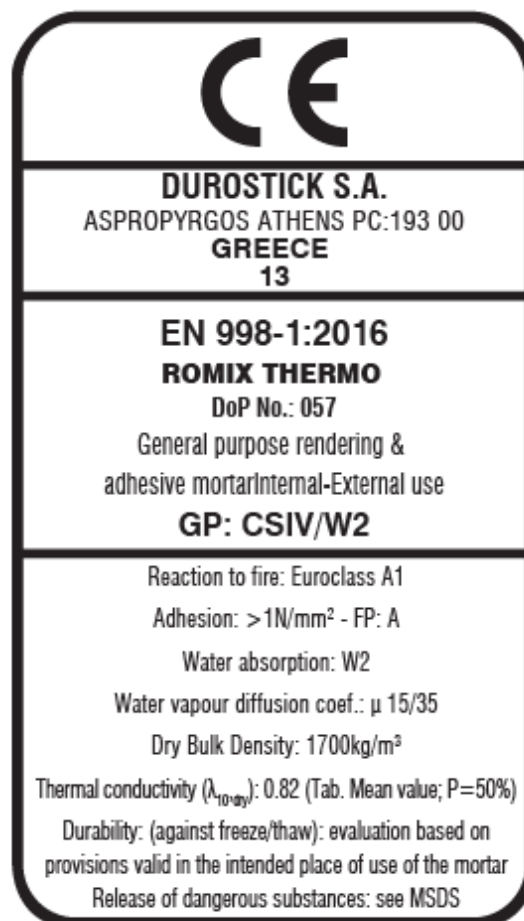 CE
DUROSTICK S.A.
ASPROPYRGOS ATHENS PC:193 00
GREECE
13
EN 998-1:2016
ROMIX THERMO
DoP No.: 057
General purpose rendering &
adhesive mortarInternal-External use
GP: CSIV/W2
Reaction to fire: Euroclass A1
Adhesion: >1N/mm² - FP: A
Water absorption: W2
Water vapour diffusion coef.: μ 15/35
Dry Bulk Density: 1700kg/m³
Thermal conductivity (λ10,dry): 0.82 (Tab. Mean value; P=50%)
Durability: (against freeze/thaw): evaluation based on
provisions valid in the intended place of use of the mortar
Release of dangerous substances: see MSDS